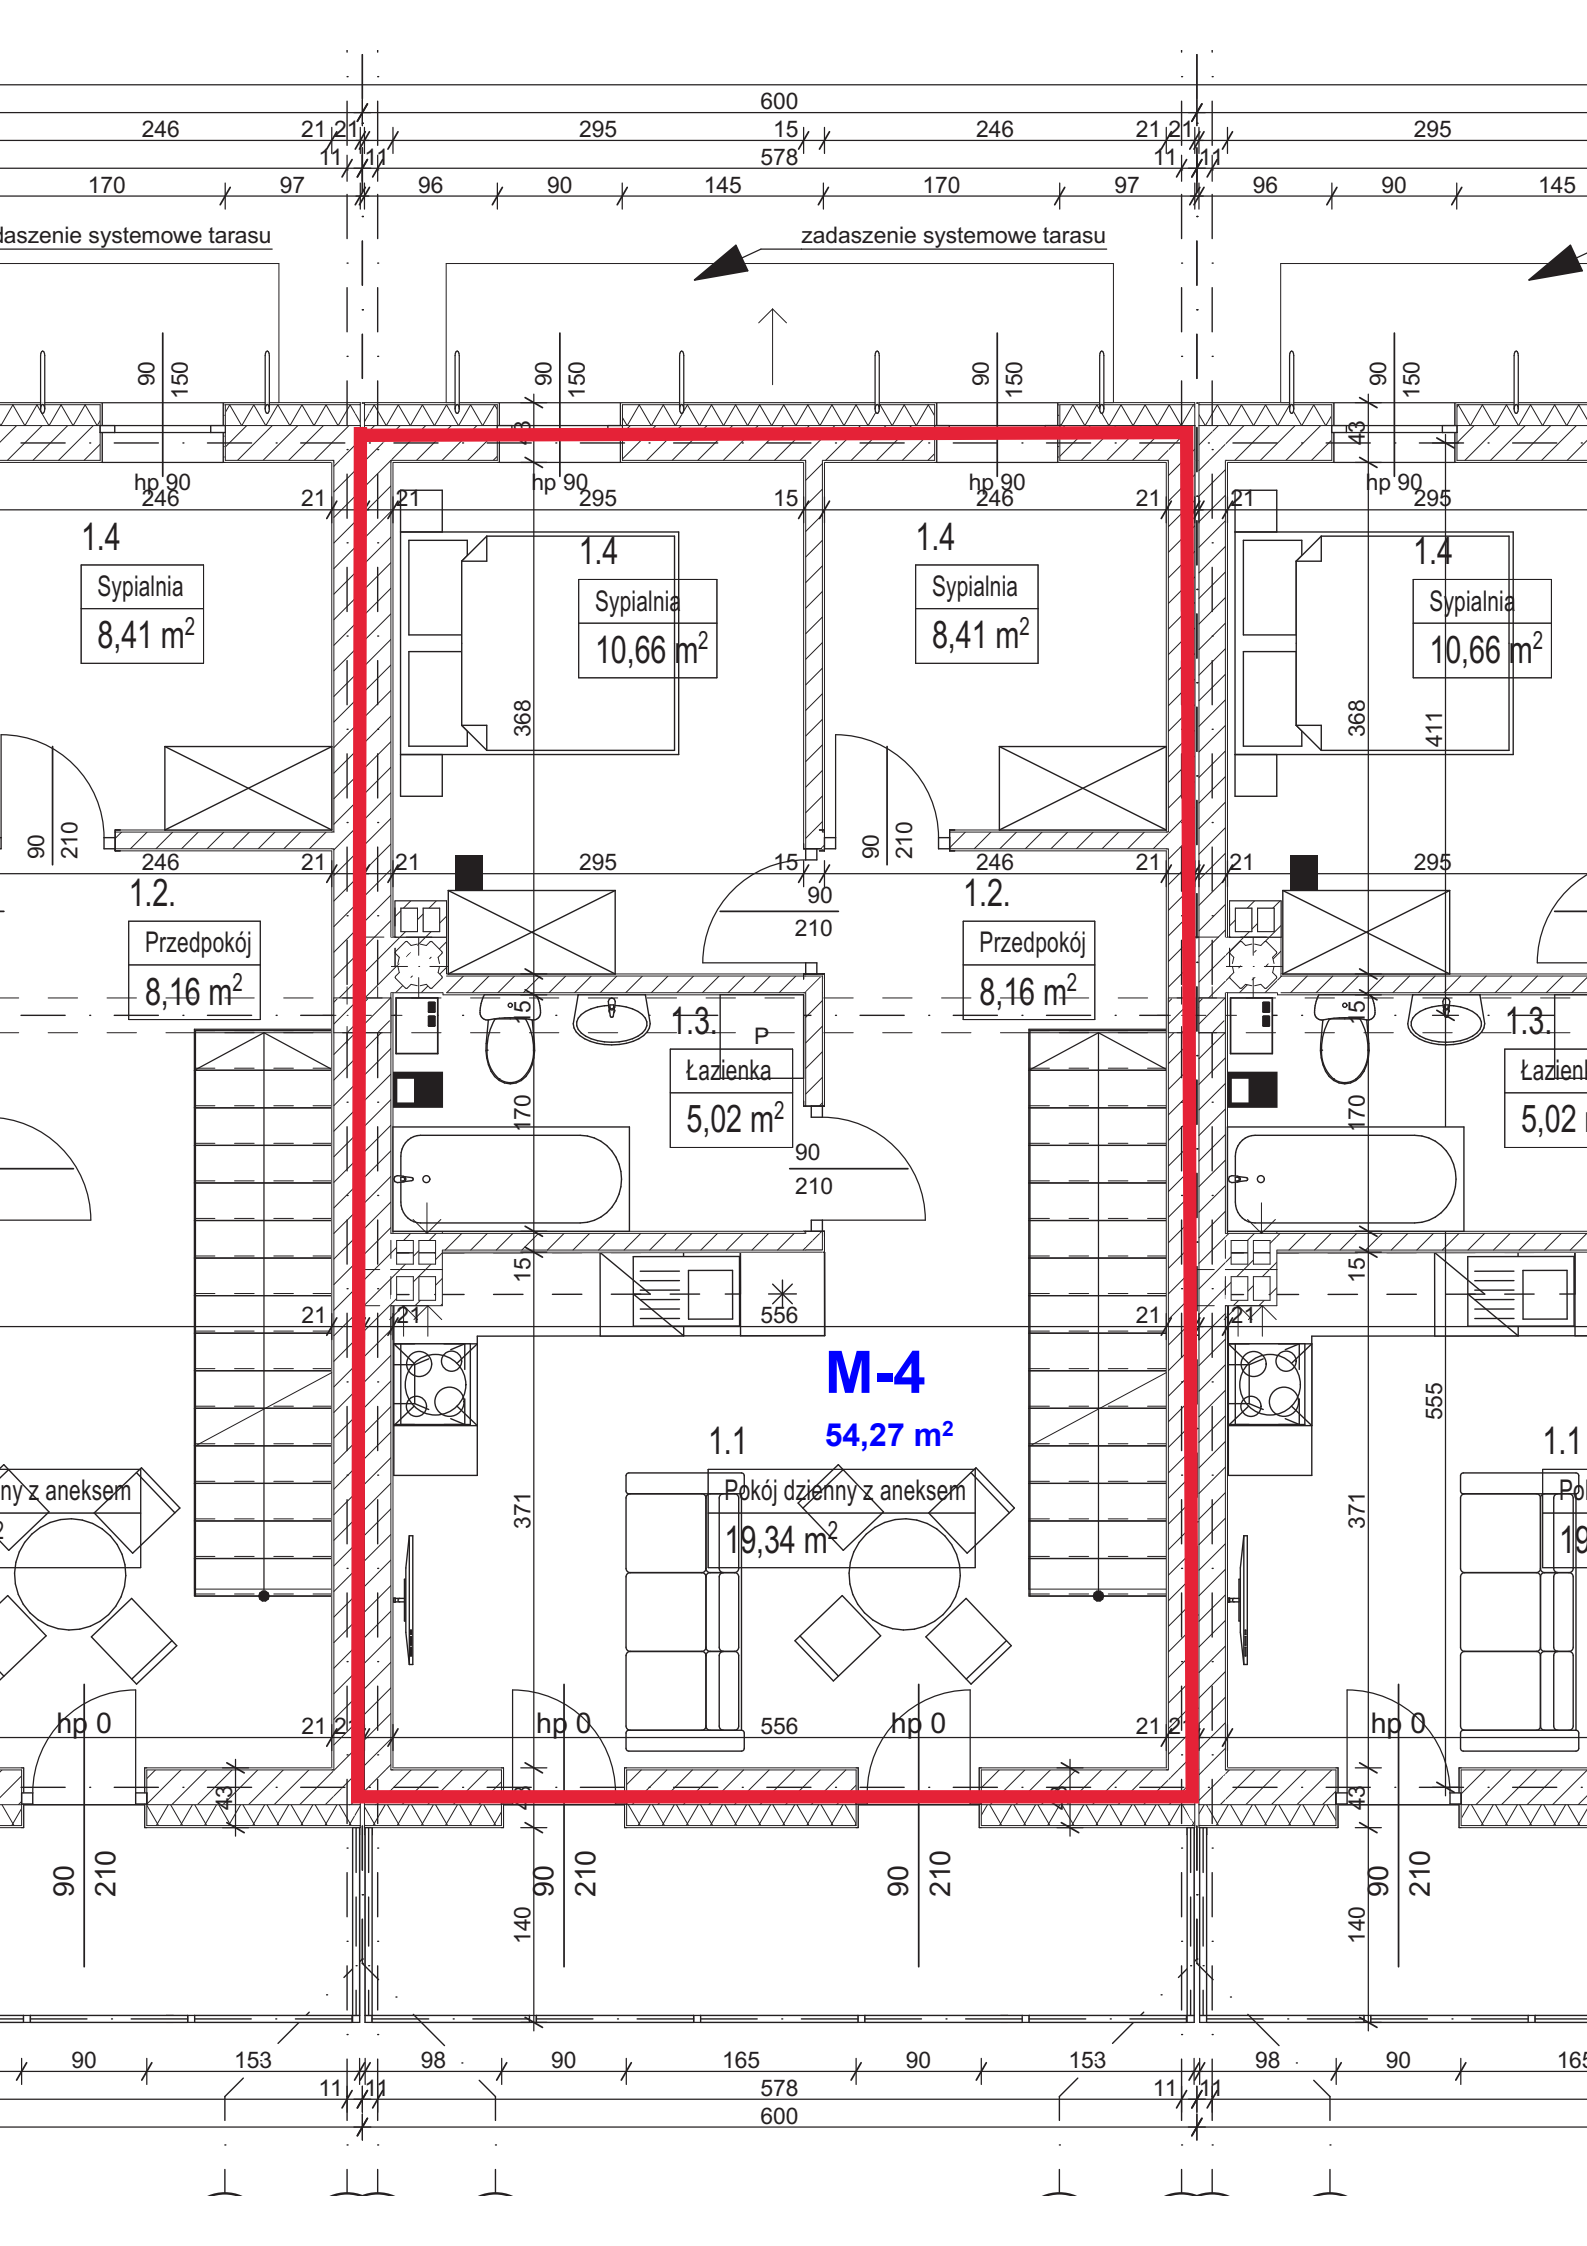 600
246 21 21 295 15 246 21 21 295
11 11 578 11 11
170 97 96 90 145 170 97 96 90 145
daszenie systemowe tarasu zadaszenie systemowe tarasu
90 150 90 150 90 150 90 150
43 43
hp 90 hp 90 hp 90 hp 90
246 21 21 295 15 246 21 21 295
1.4 1.4 1.4 1.4
Sypialnia Sypialnia Sypialnia Sypialnia
8,41 m² 10,66 m² 8,41 m² 10,66 m²
368 368 411
90 210 90 210
246 21 21 295 15 246 21 21 295
1.2. 90 1.2.
210
Przedpokój Przedpokój
8,16 m² 8,16 m²
15 15
1.3. 1.3.
P
Łazienka Łazienk
5,02 m² 5,02
170 170
90
210
15 15
21 21 556 21 21
M-4
54,27 m²
555
1.1 1.1
ny z aneksem Pokój dzienny z aneksem Pok
2 19,34 m² 19
371 371
hp 0 hp 0 hp 0 hp 0
21 21 556 21 21
43 43 43 43
90 210 90 210 90 210 90 210
140 140
90 153 98 90 165 90 153 98 90 165
11 11 578 11 11
600